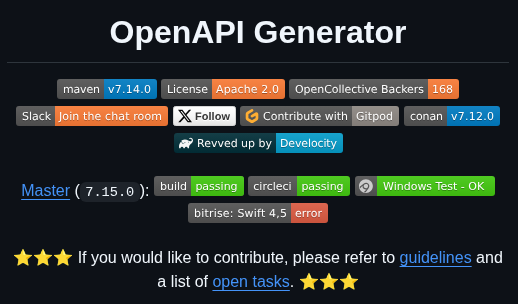 OpenAPI Generator
maven v7.14.0 License Apache 2.0 OpenCollective Backers 168
Slack Join the chat room Follow Contribute with Gitpod conan v7.12.0
Revved up by Develocity
Master ( 7.15.0 ): build passing circleci passing Windows Test - OK
bitrise: Swift 4,5 error
⭐⭐⭐ If you would like to contribute, please refer to guidelines and
a list of open tasks. ⭐⭐⭐